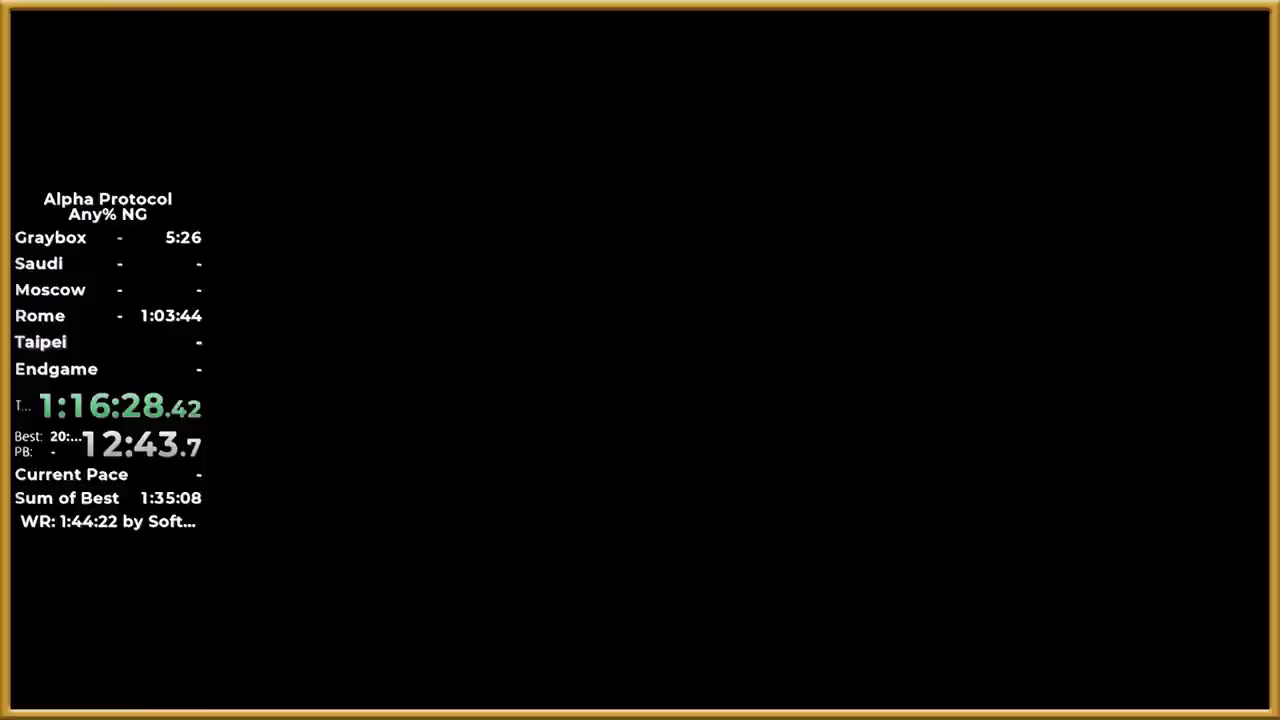 Alpha Protocol
Any% NG
Graybox - 5:26
Saudi - -
Moscow - -
Rome - 1:03:44
Taipei -
Endgame -
T... 1:16:28.42
Best: 20:... 12:43.7
PB: -
Current Pace -
Sum of Best 1:35:08
WR: 1:44:22 by Soft...